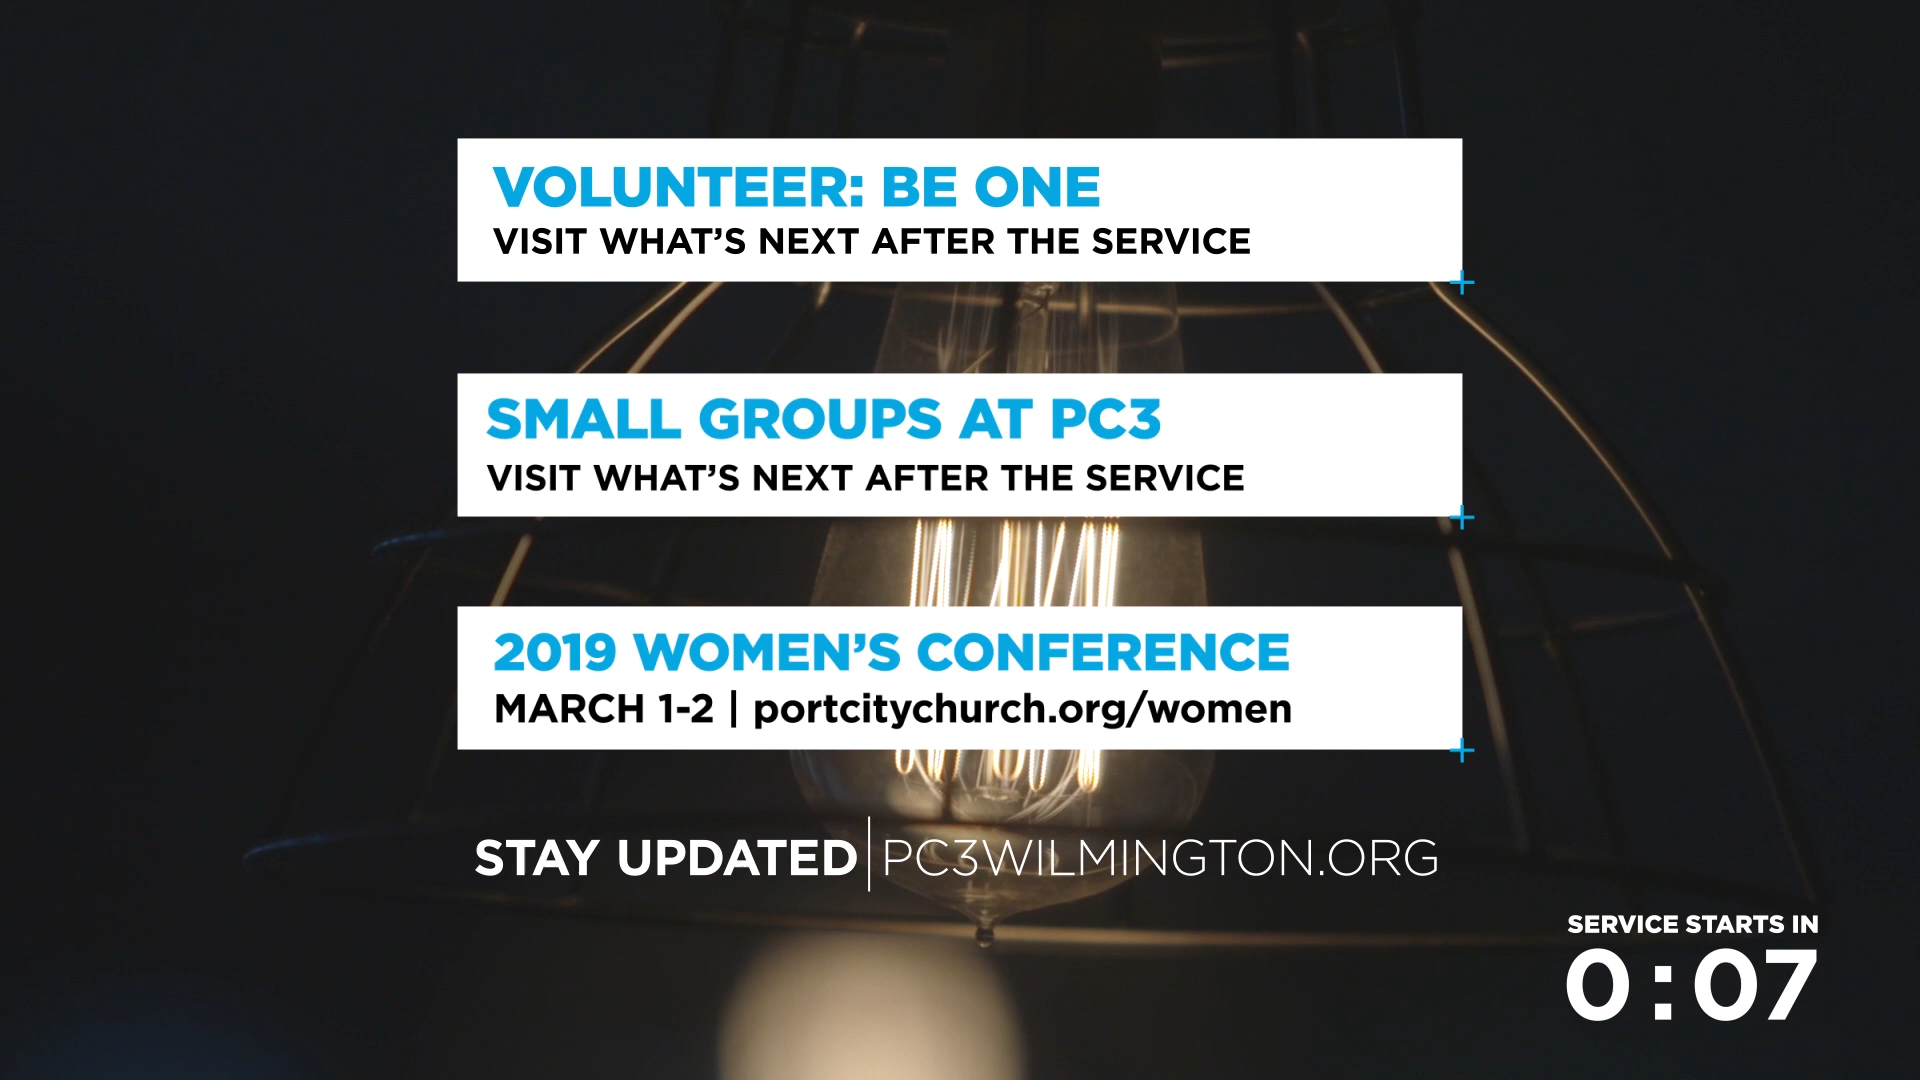 VOLUNTEER: BE ONE
VISIT WHAT’S NEXT AFTER THE SERVICE
SMALL GROUPS AT PC3
VISIT WHAT’S NEXT AFTER THE SERVICE
2019 WOMEN’S CONFERENCE
MARCH 1-2 | portcitychurch.org/women
STAY UPDATED | PC3WILMINGTON.ORG
SERVICE STARTS IN
0:07